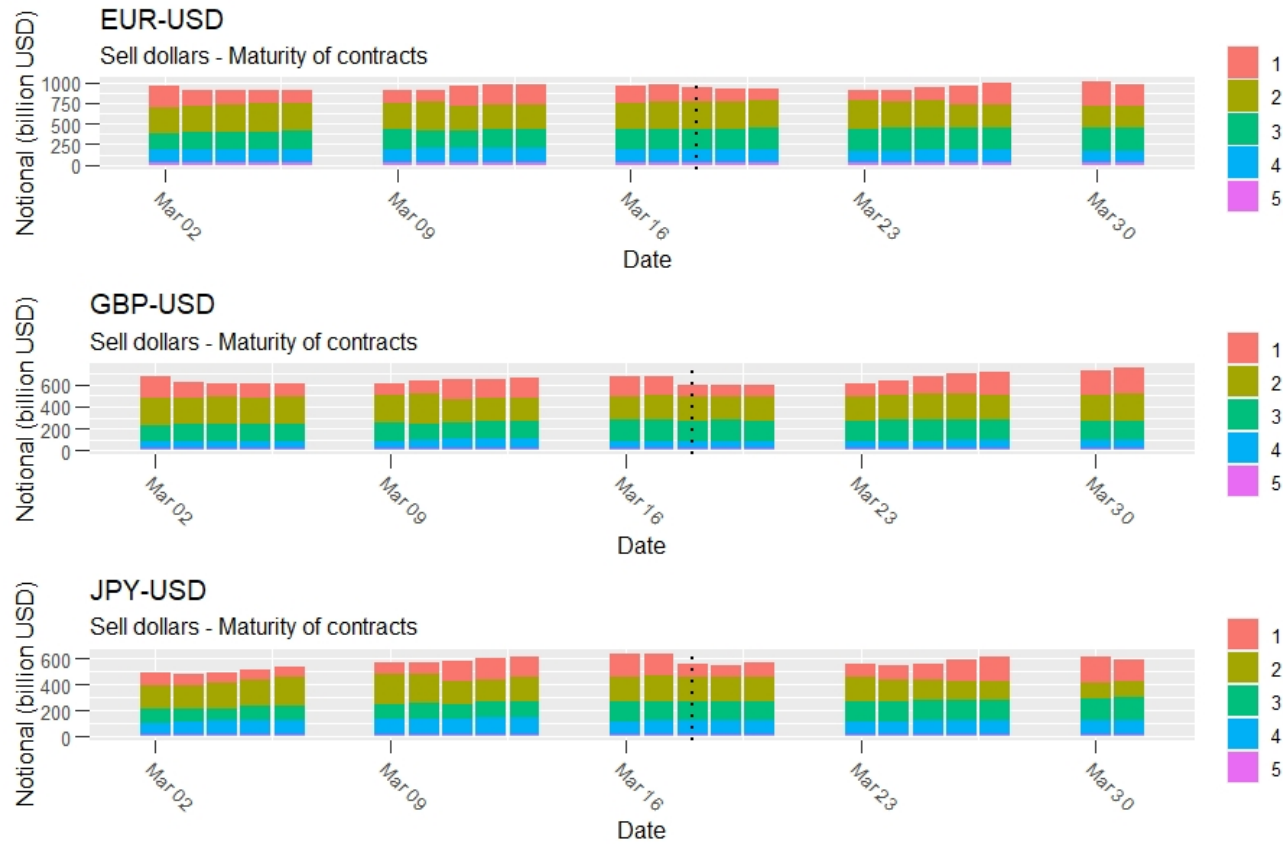 EUR-USD
Sell dollars - Maturity of contracts
Notional (billion USD)
1000
750
500
250
0
Mar 02
Mar 09
Mar 16
Mar 23
Mar 30
Date
1
2
3
4
5
GBP-USD
Sell dollars - Maturity of contracts
Notional (billion USD)
600
400
200
0
Mar 02
Mar 09
Mar 16
Mar 23
Mar 30
Date
1
2
3
4
5
JPY-USD
Sell dollars - Maturity of contracts
Notional (billion USD)
600
400
200
0
Mar 02
Mar 09
Mar 16
Mar 23
Mar 30
Date
1
2
3
4
5